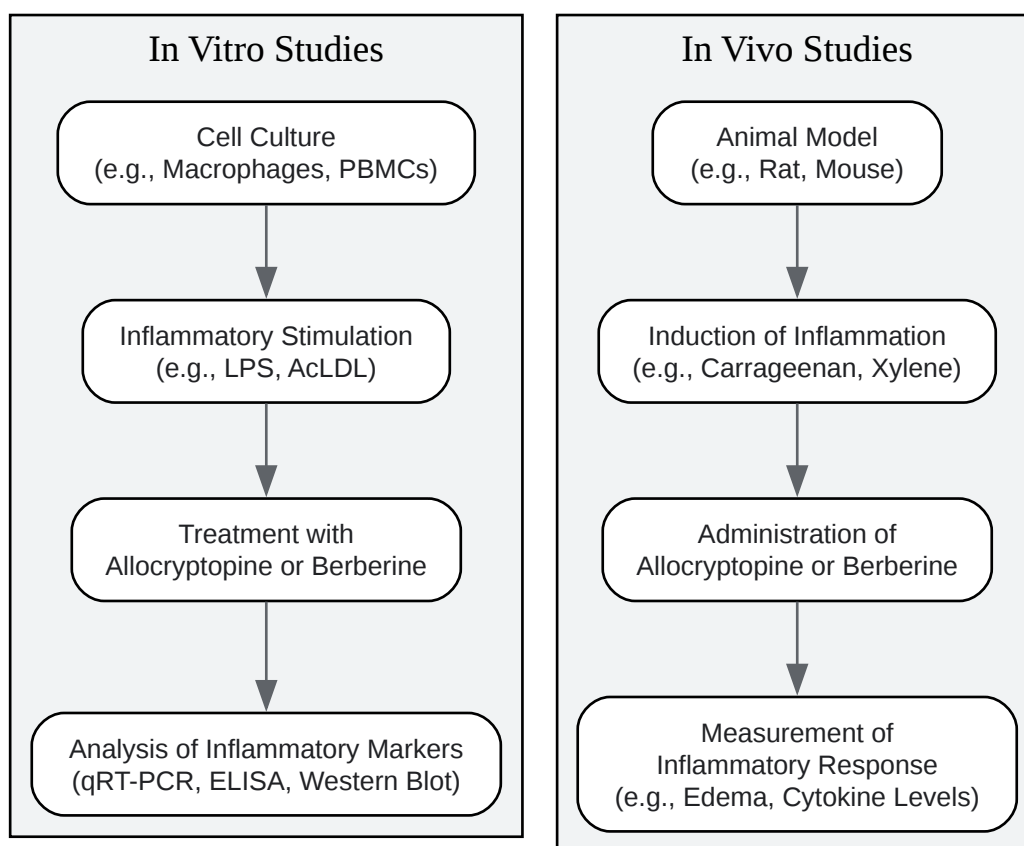 In Vitro Studies
Cell Culture
(e.g., Macrophages, PBMCs)
Inflammatory Stimulation
(e.g., LPS, AcLDL)
Treatment with
Allocryptopine or Berberine
Analysis of Inflammatory Markers
(qRT-PCR, ELISA, Western Blot)
In Vivo Studies
Animal Model
(e.g., Rat, Mouse)
Induction of Inflammation
(e.g., Carrageenan, Xylene)
Administration of
Allocryptopine or Berberine
Measurement of
Inflammatory Response
(e.g., Edema, Cytokine Levels)